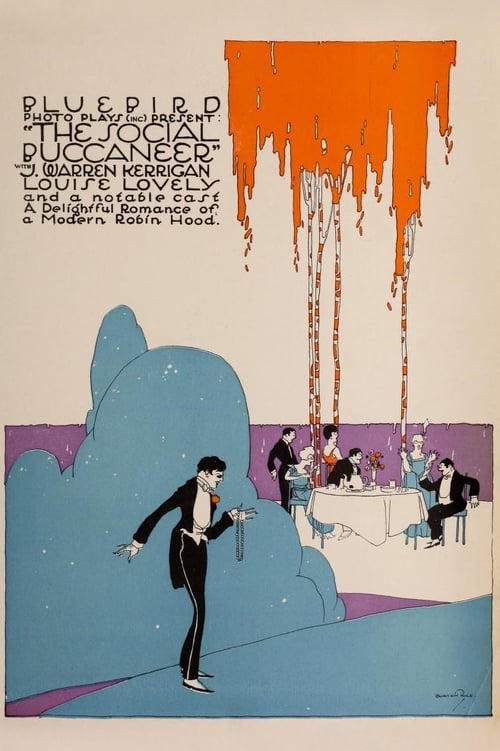 BLUEBIRD
PHOTO PLAYS (INC) PRESENT:
"THE SOCIAL
BUCCANEER"
WITH J. WARREN KERRIGAN
LOUISE LOVELY
and a notable cast
A Delightful Romance of
a Modern Robin Hood.